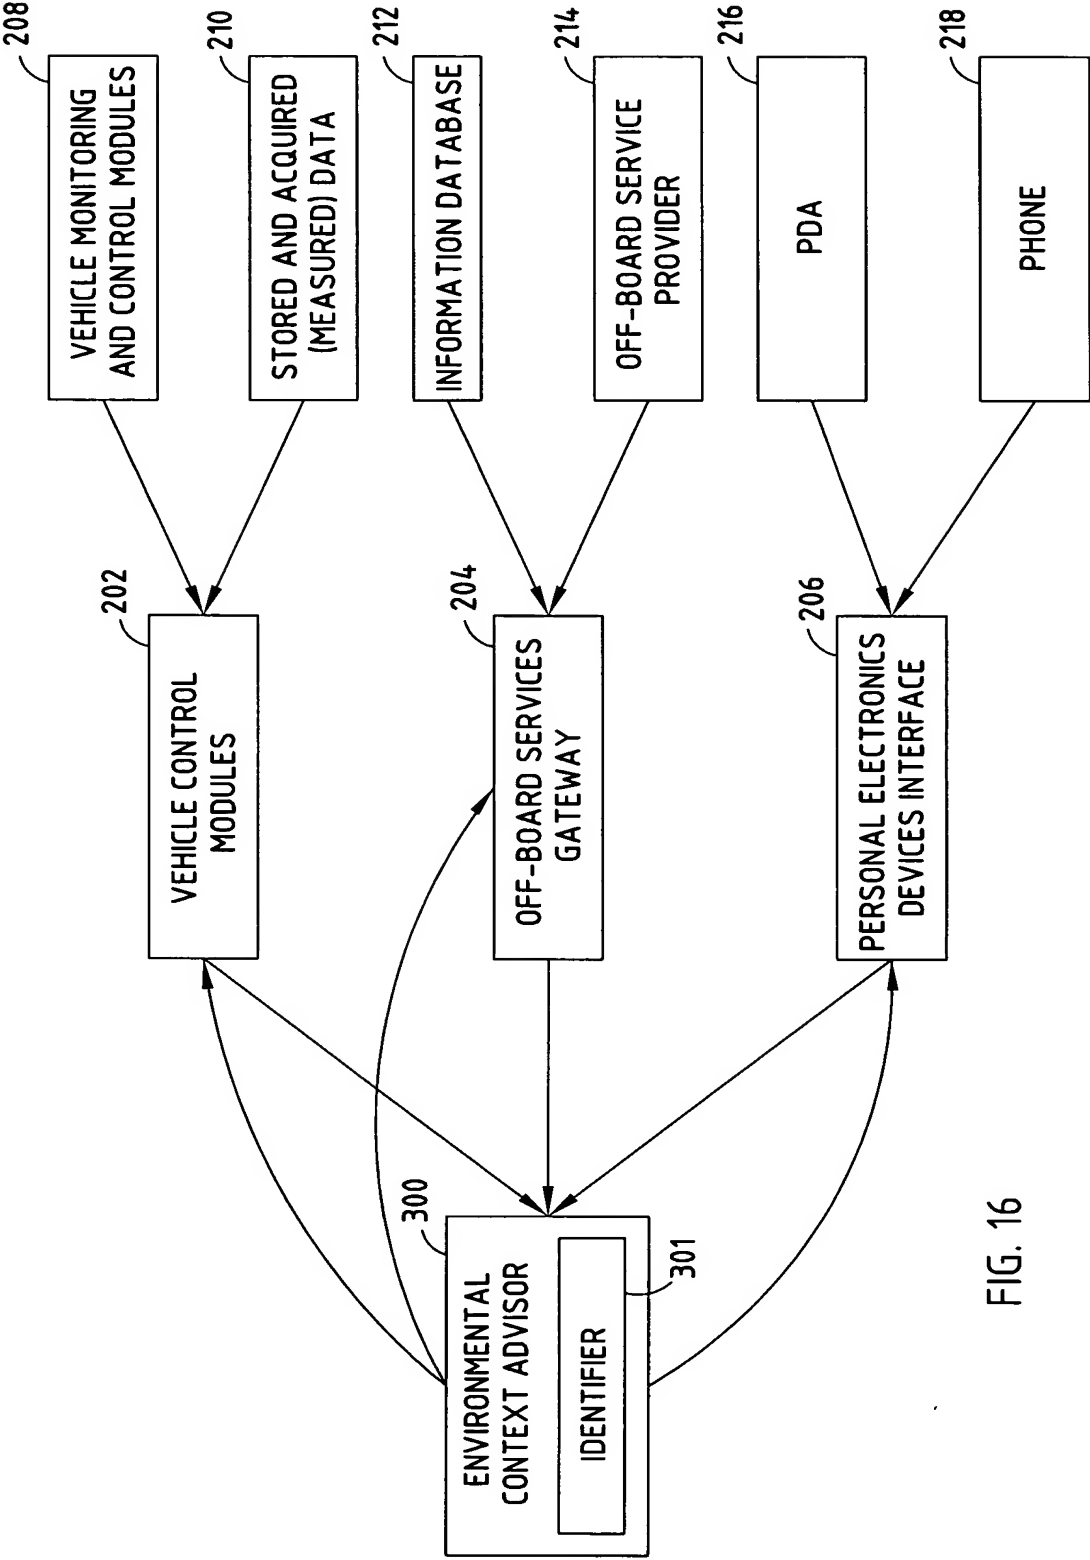 208
VEHICLE MONITORING
AND CONTROL MODULES
210
STORED AND ACQUIRED
(MEASURED) DATA
212
INFORMATION DATABASE
214
OFF-BOARD SERVICE
PROVIDER
216
PDA
218
PHONE
202
VEHICLE CONTROL
MODULES
204
OFF-BOARD SERVICES
GATEWAY
206
PERSONAL ELECTRONICS
DEVICES INTERFACE
300
ENVIRONMENTAL
CONTEXT ADVISOR
IDENTIFIER
301
FIG. 16